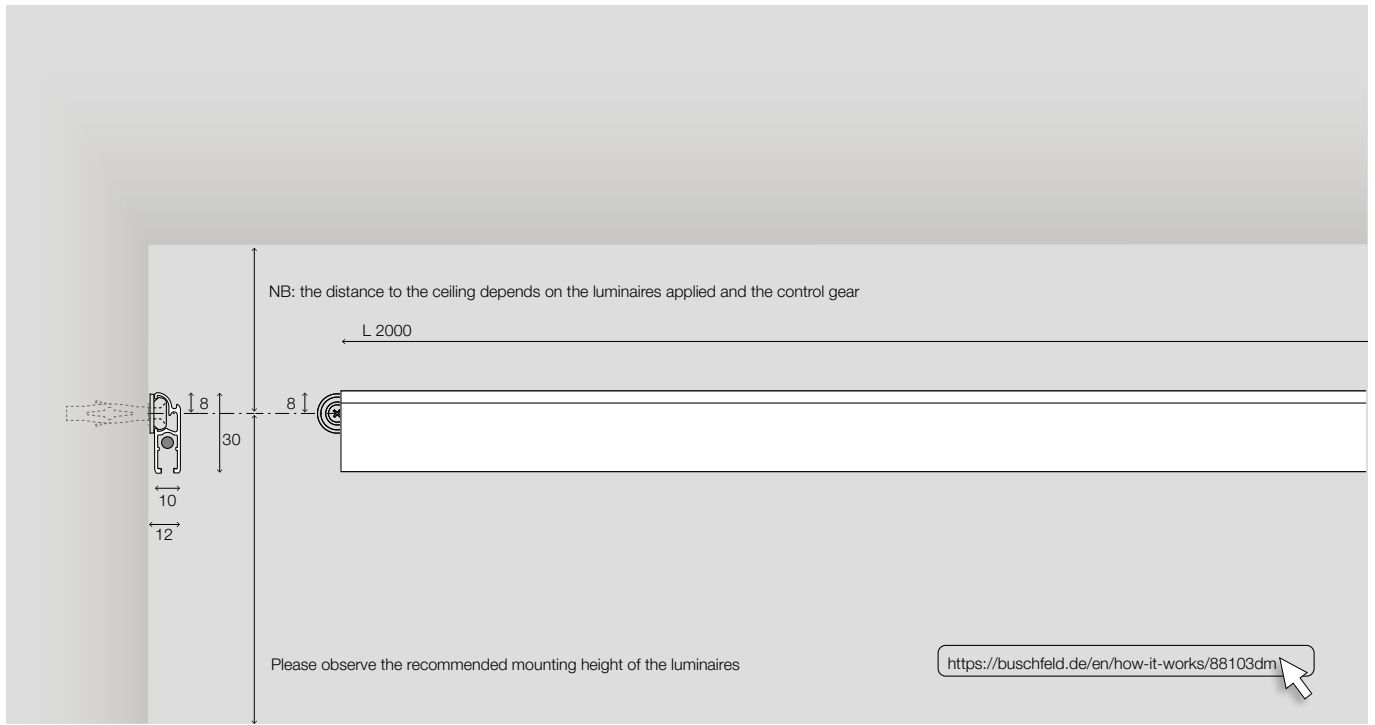 NB: the distance to the ceiling depends on the luminaires applied and the control gear
L 2000
8
8
30
10
12
Please observe the recommended mounting height of the luminaires
https://buschfeld.de/en/how-it-works/88103dm